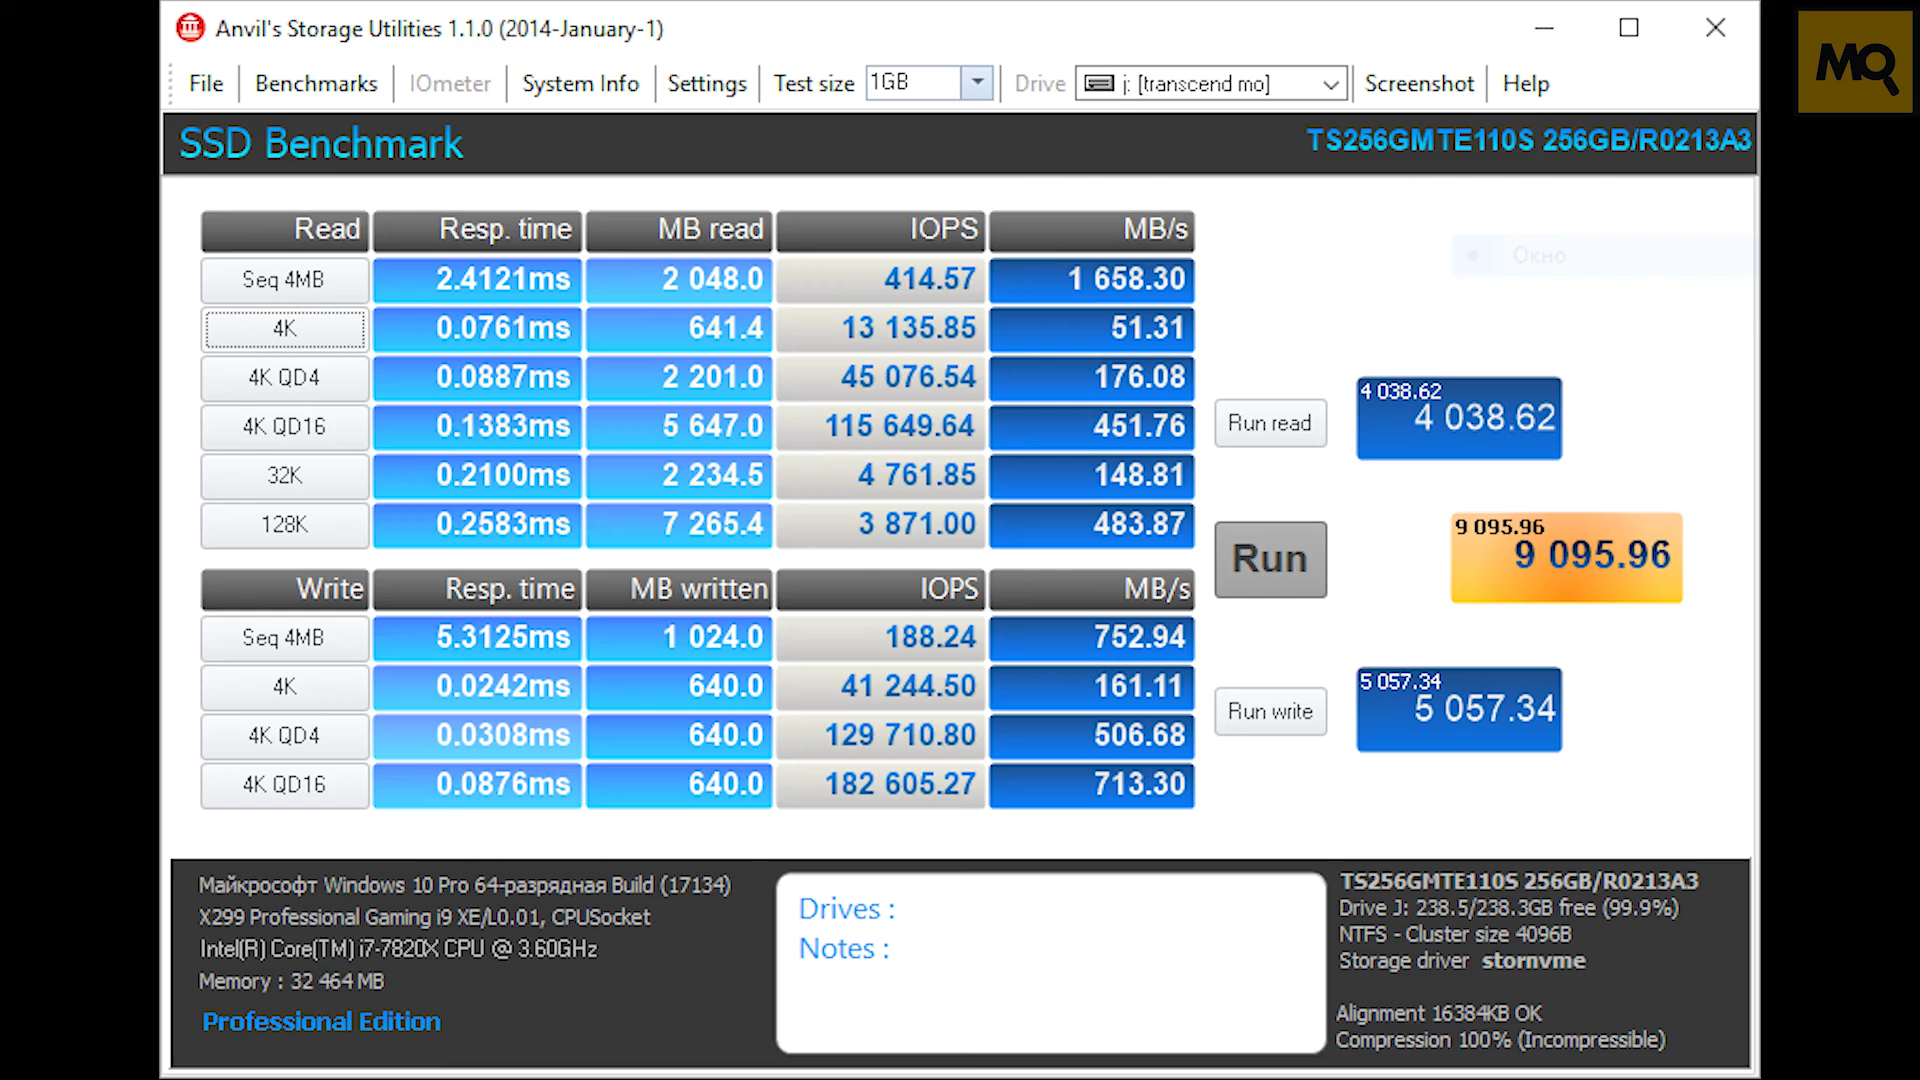 Anvil's Storage Utilities 1.1.0 (2014-January-1)
MQ
File Benchmarks IOmeter System Info Settings Test size 1GB Drive j: [transcend mo] Screenshot Help
SSD Benchmark TS256GMTE110S 256GB/R0213A3
Read Resp. time MB read IOPS MB/s
Окно
Seq 4MB 2.4121ms 2 048.0 414.57 1 658.30
4K 0.0761ms 641.4 13 135.85 51.31
4K QD4 0.0887ms 2 201.0 45 076.54 176.08
4K QD16 0.1383ms 5 647.0 115 649.64 451.76
32K 0.2100ms 2 234.5 4 761.85 148.81
128K 0.2583ms 7 265.4 3 871.00 483.87
Run read
4 038.62
4 038.62
Run
9 095.96
9 095.96
Write Resp. time MB written IOPS MB/s
Seq 4MB 5.3125ms 1 024.0 188.24 752.94
4K 0.0242ms 640.0 41 244.50 161.11
4K QD4 0.0308ms 640.0 129 710.80 506.68
4K QD16 0.0876ms 640.0 182 605.27 713.30
Run write
5 057.34
5 057.34
Майкрософт Windows 10 Pro 64-разрядная Build (17134)
X299 Professional Gaming i9 XE/L0.01, CPUSocket
Intel(R) Core(TM) i7-7820X CPU @ 3.60GHz
Memory : 32 464 MB
Professional Edition
Drives :
Notes :
TS256GMTE110S 256GB/R0213A3
Drive J: 238.5/238.3GB free (99.9%)
NTFS - Cluster size 4096B
Storage driver stornvme
Alignment 16384KB OK
Compression 100% (Incompressible)